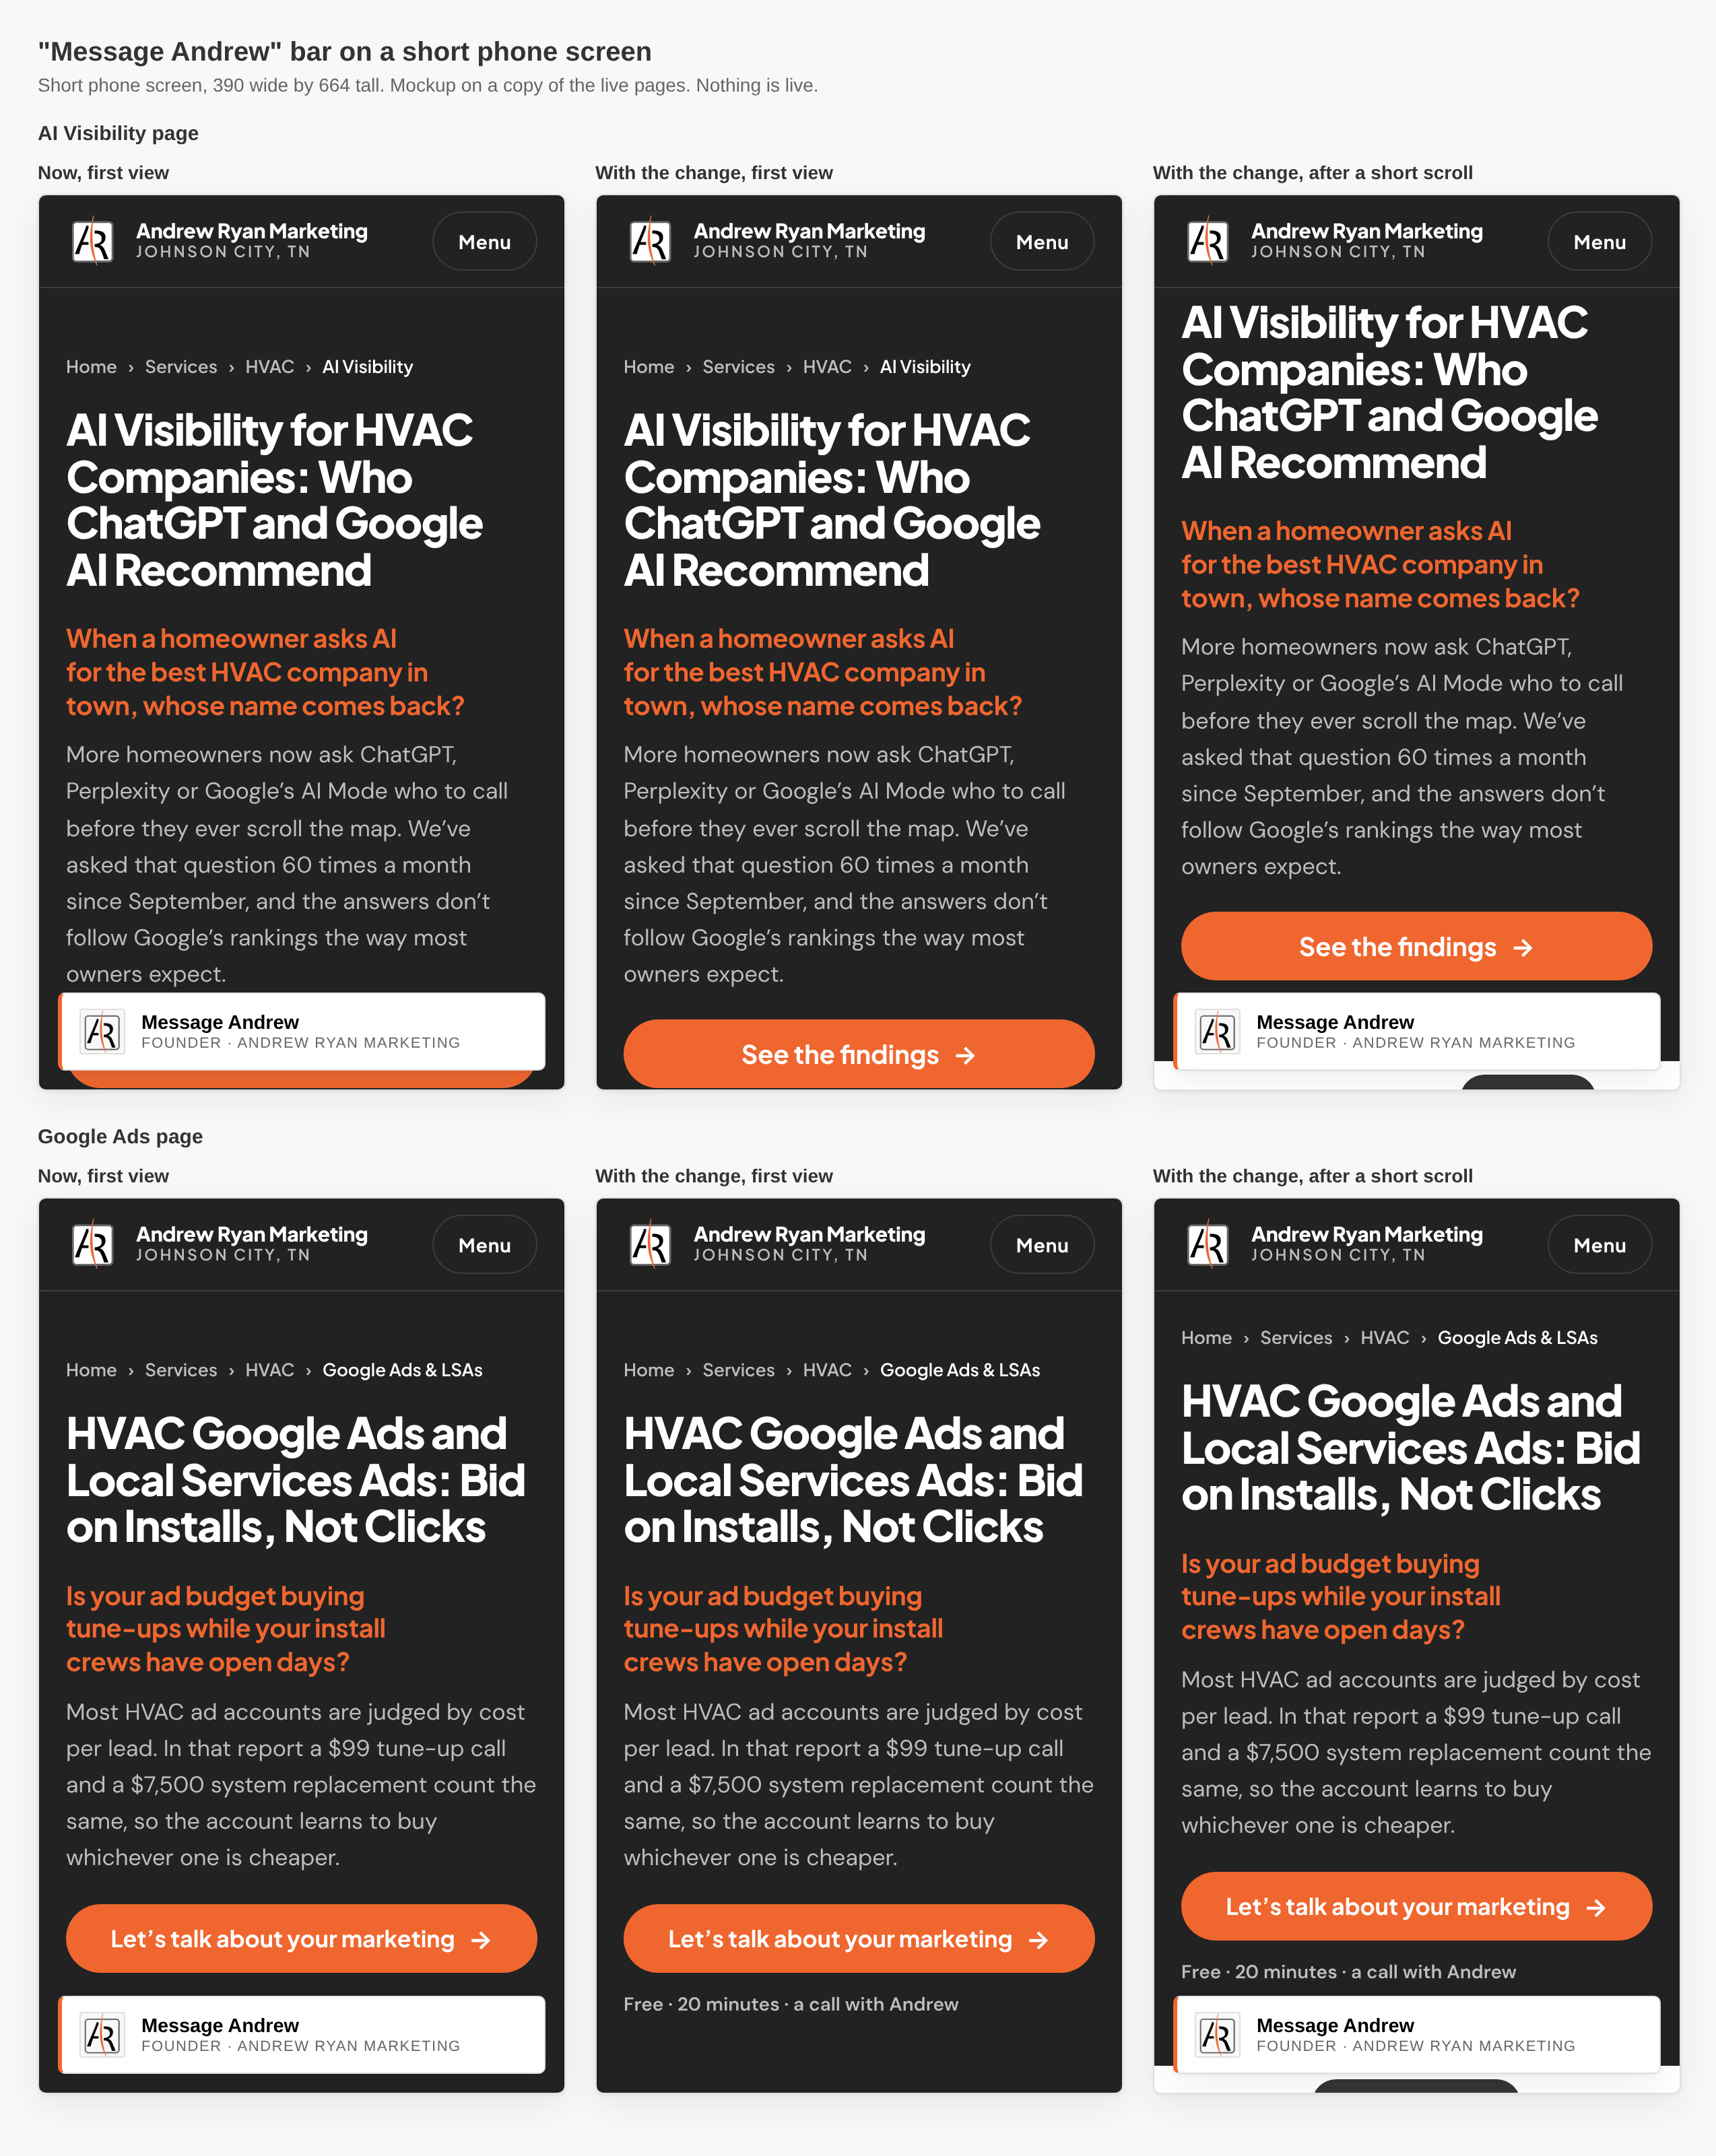 "Message Andrew" bar on a short phone screen
Short phone screen, 390 wide by 664 tall. Mockup on a copy of the live pages. Nothing is live.
AI Visibility page
Now, first view
AR
Andrew Ryan Marketing
JOHNSON CITY, TN
Menu
Home › Services › HVAC › AI Visibility
AI Visibility for HVAC
Companies: Who
ChatGPT and Google
AI Recommend
When a homeowner asks AI
for the best HVAC company in
town, whose name comes back?
More homeowners now ask ChatGPT,
Perplexity or Google’s AI Mode who to call
before they ever scroll the map. We’ve
asked that question 60 times a month
since September, and the answers don’t
follow Google’s rankings the way most
owners expect.
AR
Message Andrew
FOUNDER · ANDREW RYAN MARKETING
With the change, first view
AR
Andrew Ryan Marketing
JOHNSON CITY, TN
Menu
Home › Services › HVAC › AI Visibility
AI Visibility for HVAC
Companies: Who
ChatGPT and Google
AI Recommend
When a homeowner asks AI
for the best HVAC company in
town, whose name comes back?
More homeowners now ask ChatGPT,
Perplexity or Google’s AI Mode who to call
before they ever scroll the map. We’ve
asked that question 60 times a month
since September, and the answers don’t
follow Google’s rankings the way most
owners expect.
See the findings →
With the change, after a short scroll
AR
Andrew Ryan Marketing
JOHNSON CITY, TN
Menu
AI Visibility for HVAC
Companies: Who
ChatGPT and Google
AI Recommend
When a homeowner asks AI
for the best HVAC company in
town, whose name comes back?
More homeowners now ask ChatGPT,
Perplexity or Google’s AI Mode who to call
before they ever scroll the map. We’ve
asked that question 60 times a month
since September, and the answers don’t
follow Google’s rankings the way most
owners expect.
See the findings →
AR
Message Andrew
FOUNDER · ANDREW RYAN MARKETING
Google Ads page
Now, first view
AR
Andrew Ryan Marketing
JOHNSON CITY, TN
Menu
Home › Services › HVAC › Google Ads & LSAs
HVAC Google Ads and
Local Services Ads: Bid
on Installs, Not Clicks
Is your ad budget buying
tune-ups while your install
crews have open days?
Most HVAC ad accounts are judged by cost
per lead. In that report a $99 tune-up call
and a $7,500 system replacement count the
same, so the account learns to buy
whichever one is cheaper.
Let’s talk about your marketing →
AR
Message Andrew
FOUNDER · ANDREW RYAN MARKETING
With the change, first view
AR
Andrew Ryan Marketing
JOHNSON CITY, TN
Menu
Home › Services › HVAC › Google Ads & LSAs
HVAC Google Ads and
Local Services Ads: Bid
on Installs, Not Clicks
Is your ad budget buying
tune-ups while your install
crews have open days?
Most HVAC ad accounts are judged by cost
per lead. In that report a $99 tune-up call
and a $7,500 system replacement count the
same, so the account learns to buy
whichever one is cheaper.
Let’s talk about your marketing →
Free · 20 minutes · a call with Andrew
With the change, after a short scroll
AR
Andrew Ryan Marketing
JOHNSON CITY, TN
Menu
Home › Services › HVAC › Google Ads & LSAs
HVAC Google Ads and
Local Services Ads: Bid
on Installs, Not Clicks
Is your ad budget buying
tune-ups while your install
crews have open days?
Most HVAC ad accounts are judged by cost
per lead. In that report a $99 tune-up call
and a $7,500 system replacement count the
same, so the account learns to buy
whichever one is cheaper.
Let’s talk about your marketing →
Free · 20 minutes · a call with Andrew
AR
Message Andrew
FOUNDER · ANDREW RYAN MARKETING